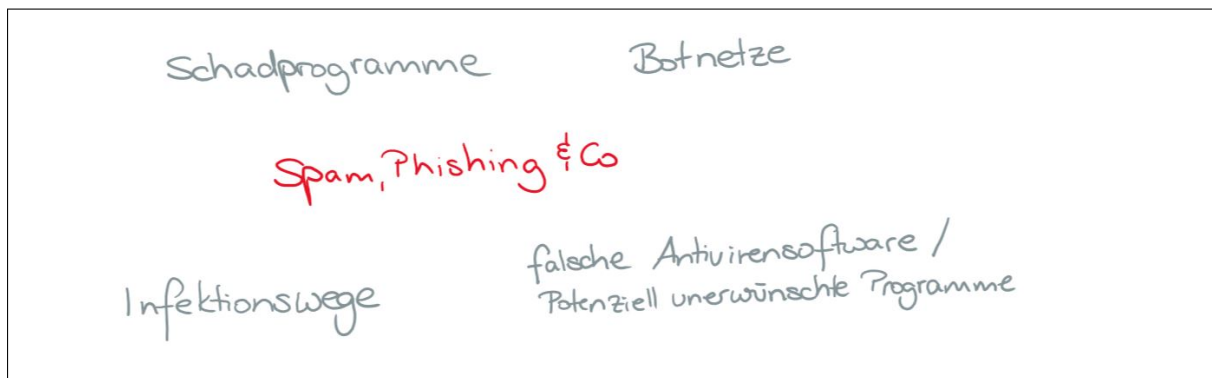 Schadprogramme
Botnetze
Spam, Phishing & Co
falsche Antivirensoftware /
Potenziell unerwünschte Programme
Infektionswege